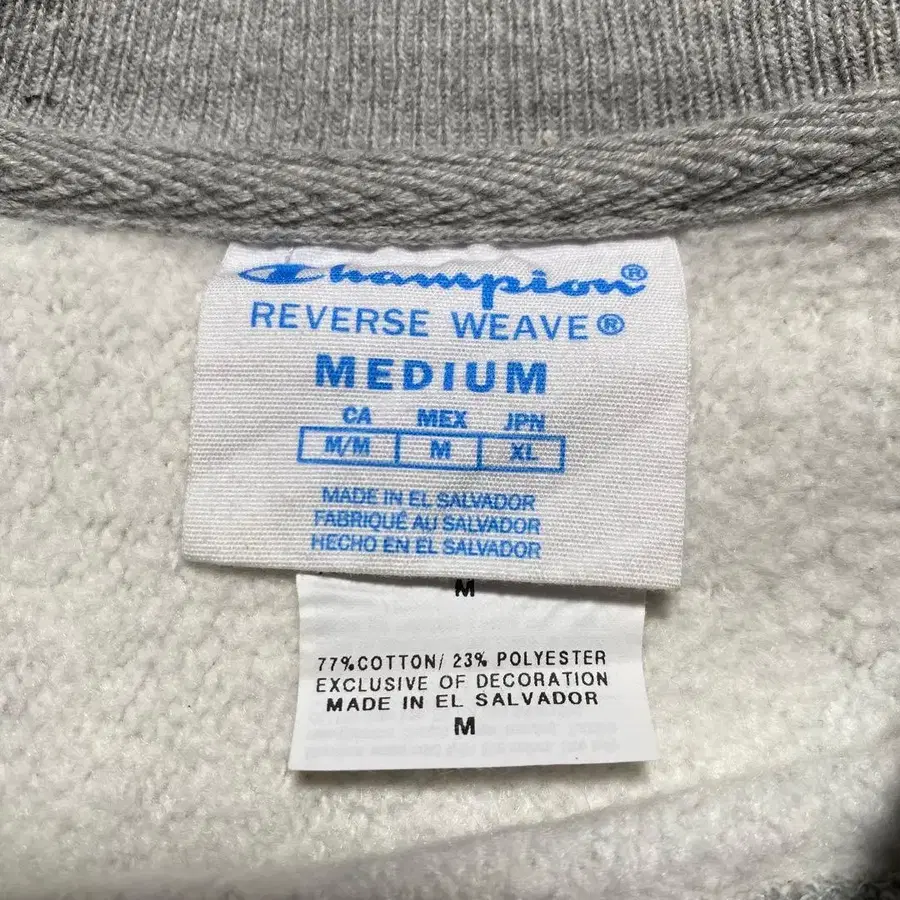 Champion®
REVERSE WEAVE®
MEDIUM
CA MEX JPN
M/M M XL
MADE IN EL SALVADOR
FABRIQUÉ AU SALVADOR
HECHO EN EL SALVADOR
M
77%COTTON/ 23% POLYESTER
EXCLUSIVE OF DECORATION
MADE IN EL SALVADOR
M